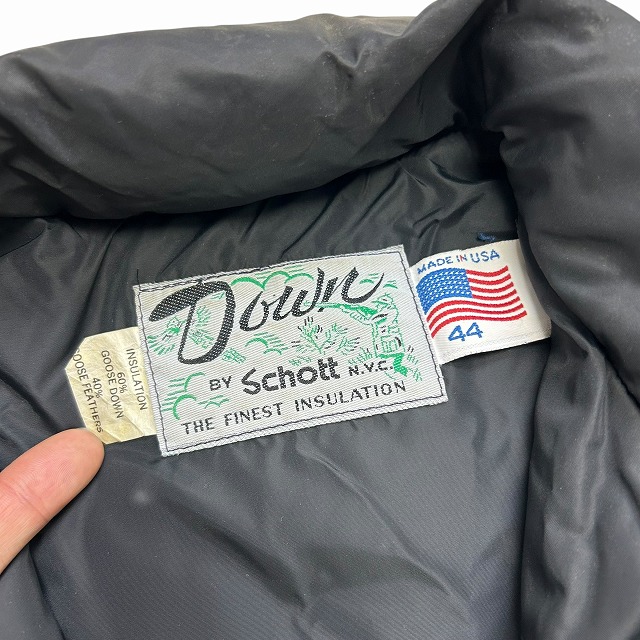 INSULATION
60%
GOOSE DOWN
40%
GOOSE FEATHERS
Down
BY Schott N.Y.C.
THE FINEST INSULATION
MADE IN USA
44